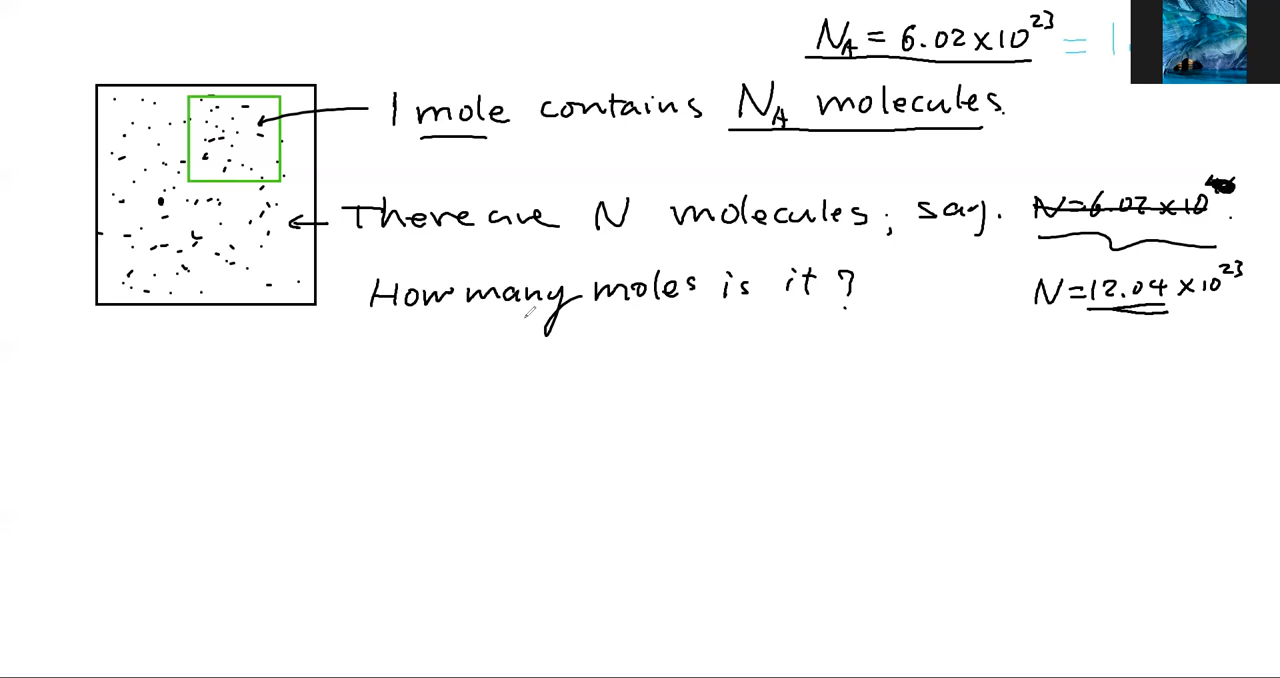 N_A = 6.02 × 10^23 = 1
1 mole contains N_A molecules.
There are N molecules, say. N = 6.02 × 10
How many moles is it?
N = 12.04 × 10^23